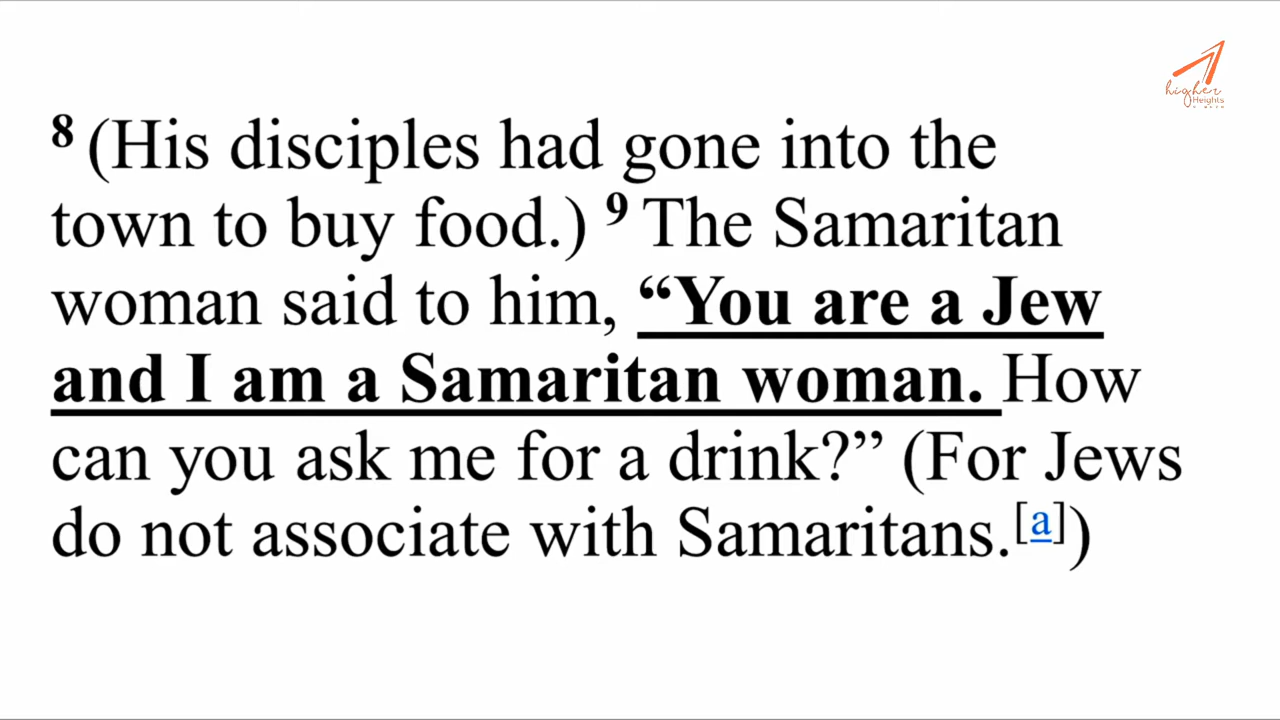 higher
Heights
8 (His disciples had gone into the
town to buy food.) 9 The Samaritan
woman said to him, “You are a Jew
and I am a Samaritan woman. How
can you ask me for a drink?” (For Jews
do not associate with Samaritans.[a])